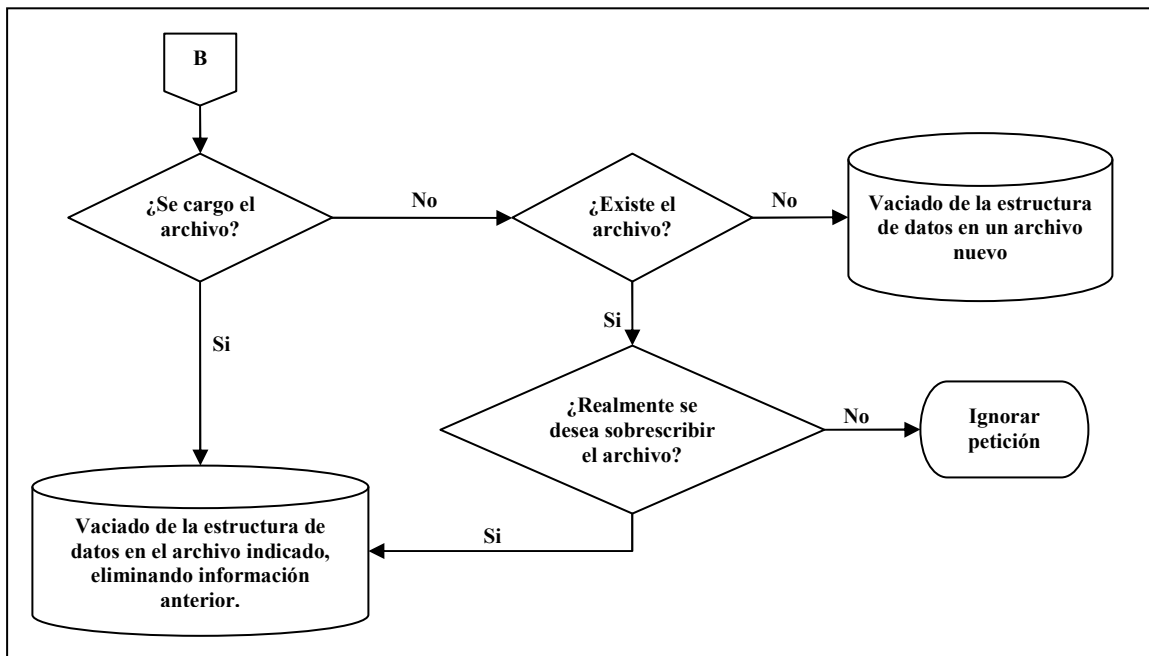 B
¿Se cargo el
archivo?
No
¿Existe el
archivo?
No
Vaciado de la estructura
de datos en un archivo
nuevo
Si
Si
¿Realmente se
desea sobrescribir
el archivo?
No
Ignorar
petición
Vaciado de la estructura de
datos en el archivo indicado,
eliminando información
anterior.
Si